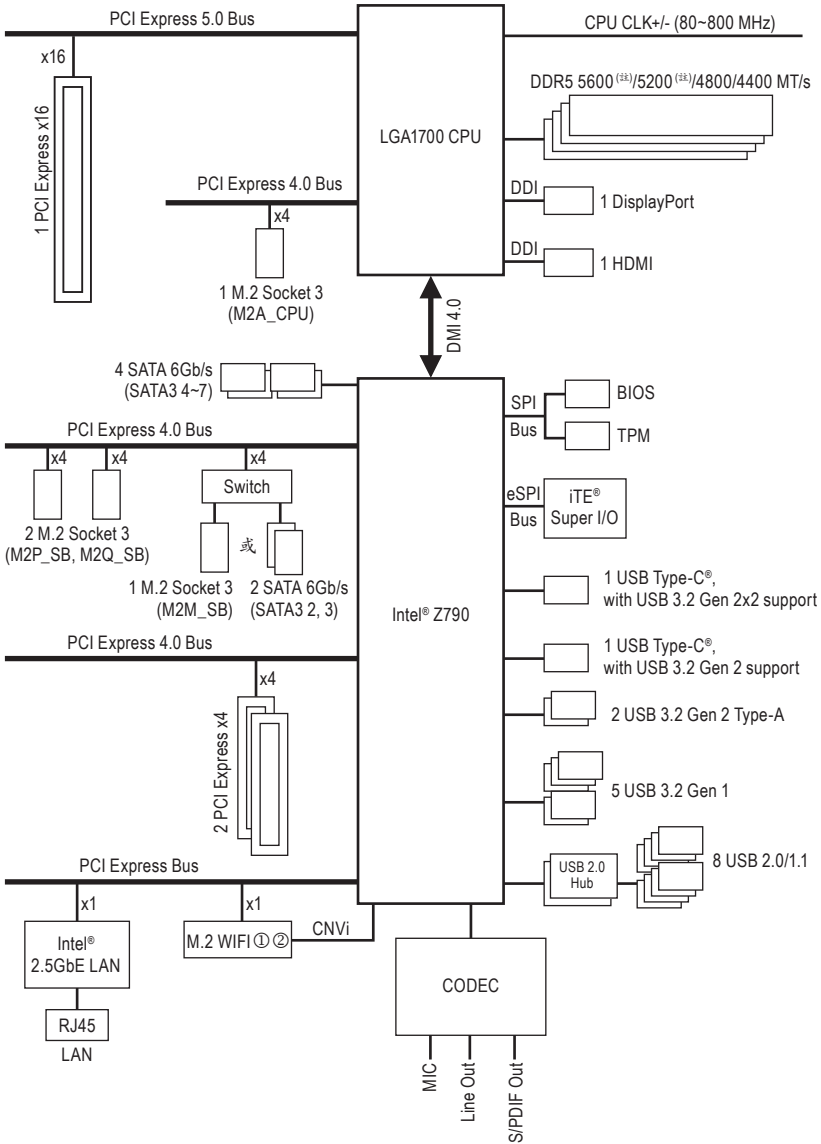 PCI Express 5.0 Bus
CPU CLK+/- (80~800 MHz)
x16
DDR5 5600 (註)/5200 (註)/4800/4400 MT/s
1 PCI Express x16
LGA1700 CPU
PCI Express 4.0 Bus
x4
DDI
1 DisplayPort
DDI
1 HDMI
1 M.2 Socket 3
(M2A_CPU)
DMI 4.0
4 SATA 6Gb/s
(SATA3 4~7)
SPI
Bus
BIOS
TPM
PCI Express 4.0 Bus
x4
x4
x4
Switch
eSPI
Bus
iTE®
Super I/O
2 M.2 Socket 3
(M2P_SB, M2Q_SB)
或
1 M.2 Socket 3
(M2M_SB)
2 SATA 6Gb/s
(SATA3 2, 3)
Intel® Z790
1 USB Type-C®,
with USB 3.2 Gen 2x2 support
PCI Express 4.0 Bus
1 USB Type-C®,
with USB 3.2 Gen 2 support
x4
2 PCI Express x4
2 USB 3.2 Gen 2 Type-A
5 USB 3.2 Gen 1
PCI Express Bus
USB 2.0
Hub
8 USB 2.0/1.1
x1
x1
Intel®
2.5GbE LAN
M.2 WIFI ① ②
CNVi
CODEC
RJ45
LAN
MIC
Line Out
S/PDIF Out